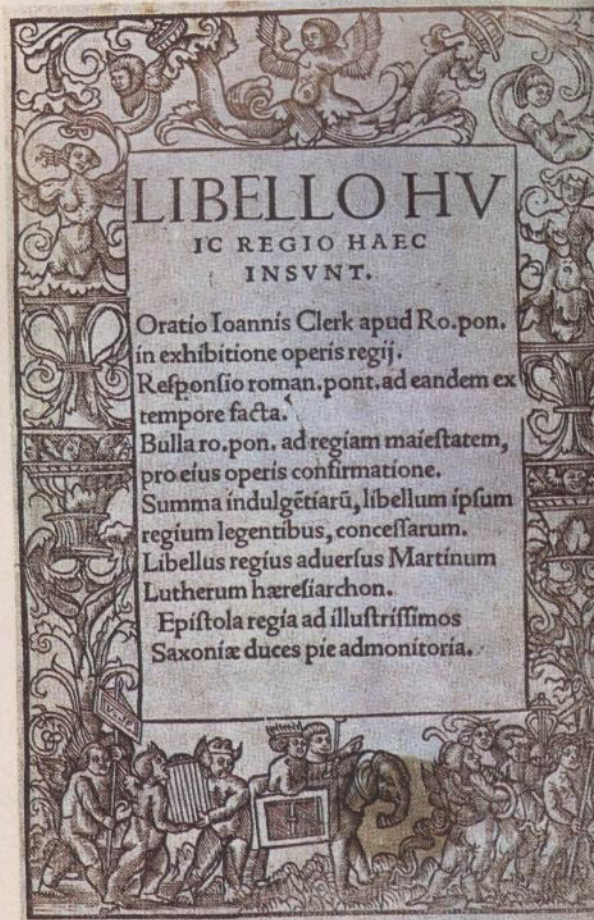 LIBELLO HV
IC REGIO HAEC
INSVNT.
Oratio Ioannis Clerk apud Ro.pon.
in exhibitione operis regij.
Reſponſio roman.pont.ad eandem ex
tempore facta.
Bulla ro.pon. ad regiam maieſtatem,
pro eius operis confirmatione.
Summa indulgẽtiarũ, libellum ipſum
regium legentibus, conceſſarum.
Libellus regius aduerſus Martinum
Lutherum hæreſiarchon.
Epiſtola regia ad illuſtriſſimos
Saxoniæ duces pie admonitoria.